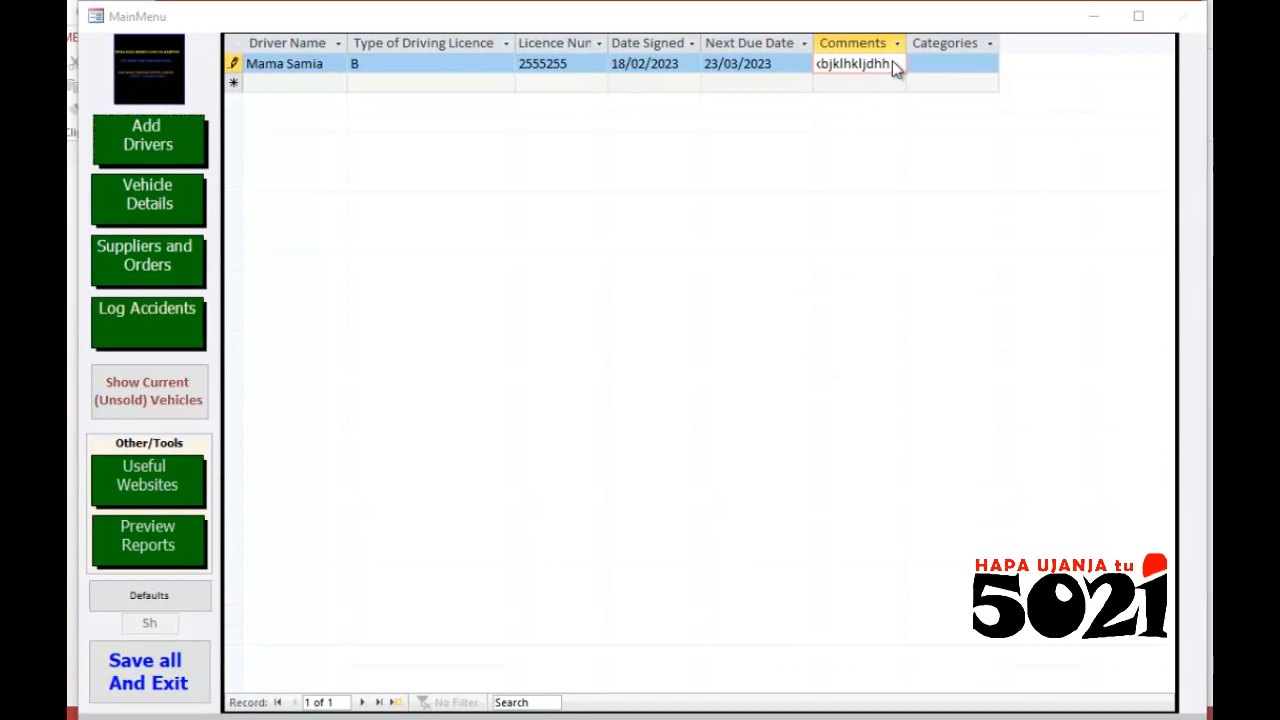 MainMenu
Driver Name Type of Driving Licence Licence Nur Date Signed Next Due Date Comments Categories
Mama Samia B 2555255 18/02/2023 23/03/2023 ‹bjklhkljdhh
Add
Drivers
Vehicle
Details
Suppliers and
Orders
Log Accidents
Show Current
(Unsold) Vehicles
Other/Tools
Useful
Websites
Preview
Reports
Defaults
Sh
Save all
And Exit
HAPA UJANJA tu
5021
Record: 1 of 1 No Filter Search